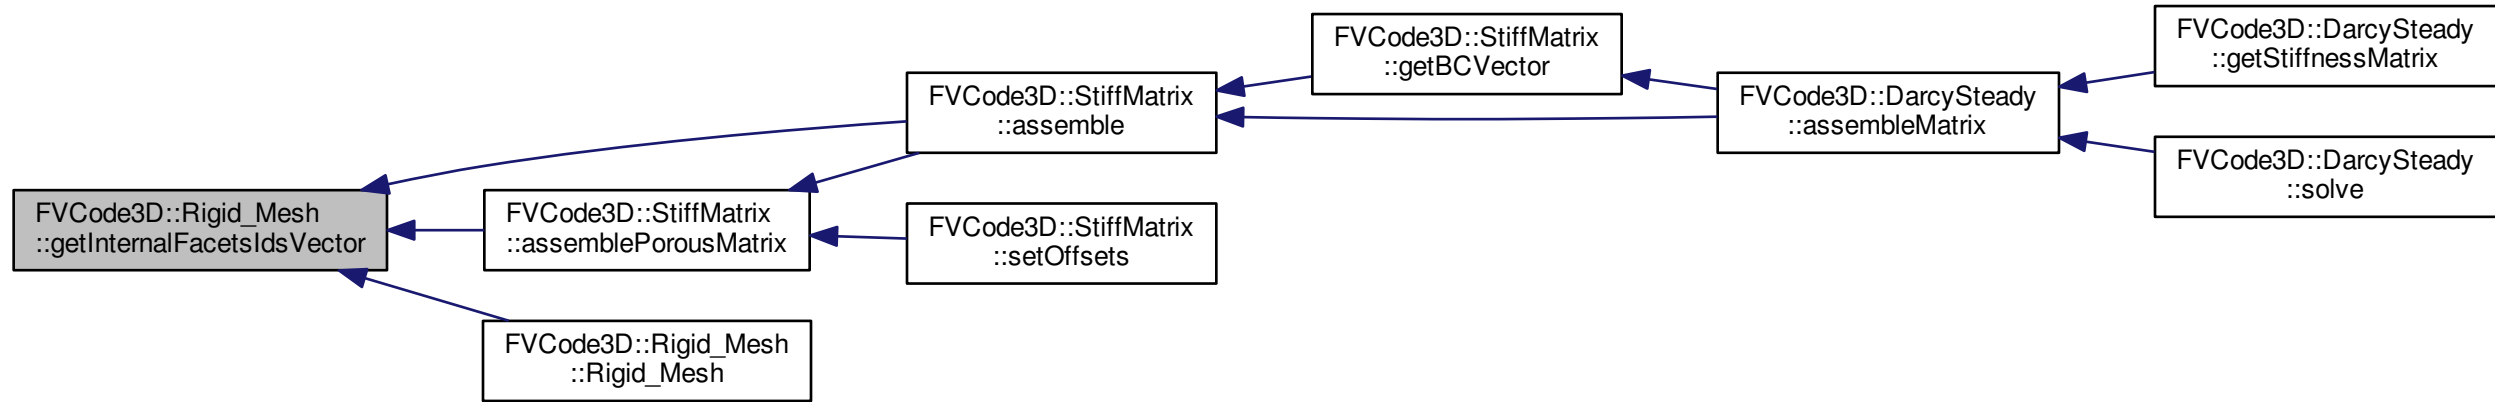 FVCode3D::Rigid_Mesh
::getInternalFacetsIdsVector
FVCode3D::StiffMatrix
::assemble
FVCode3D::StiffMatrix
::assemblePorousMatrix
FVCode3D::Rigid_Mesh
::Rigid_Mesh
FVCode3D::StiffMatrix
::setOffsets
FVCode3D::StiffMatrix
::getBCVector
FVCode3D::DarcySteady
::assembleMatrix
FVCode3D::DarcySteady
::getStiffnessMatrix
FVCode3D::DarcySteady
::solve